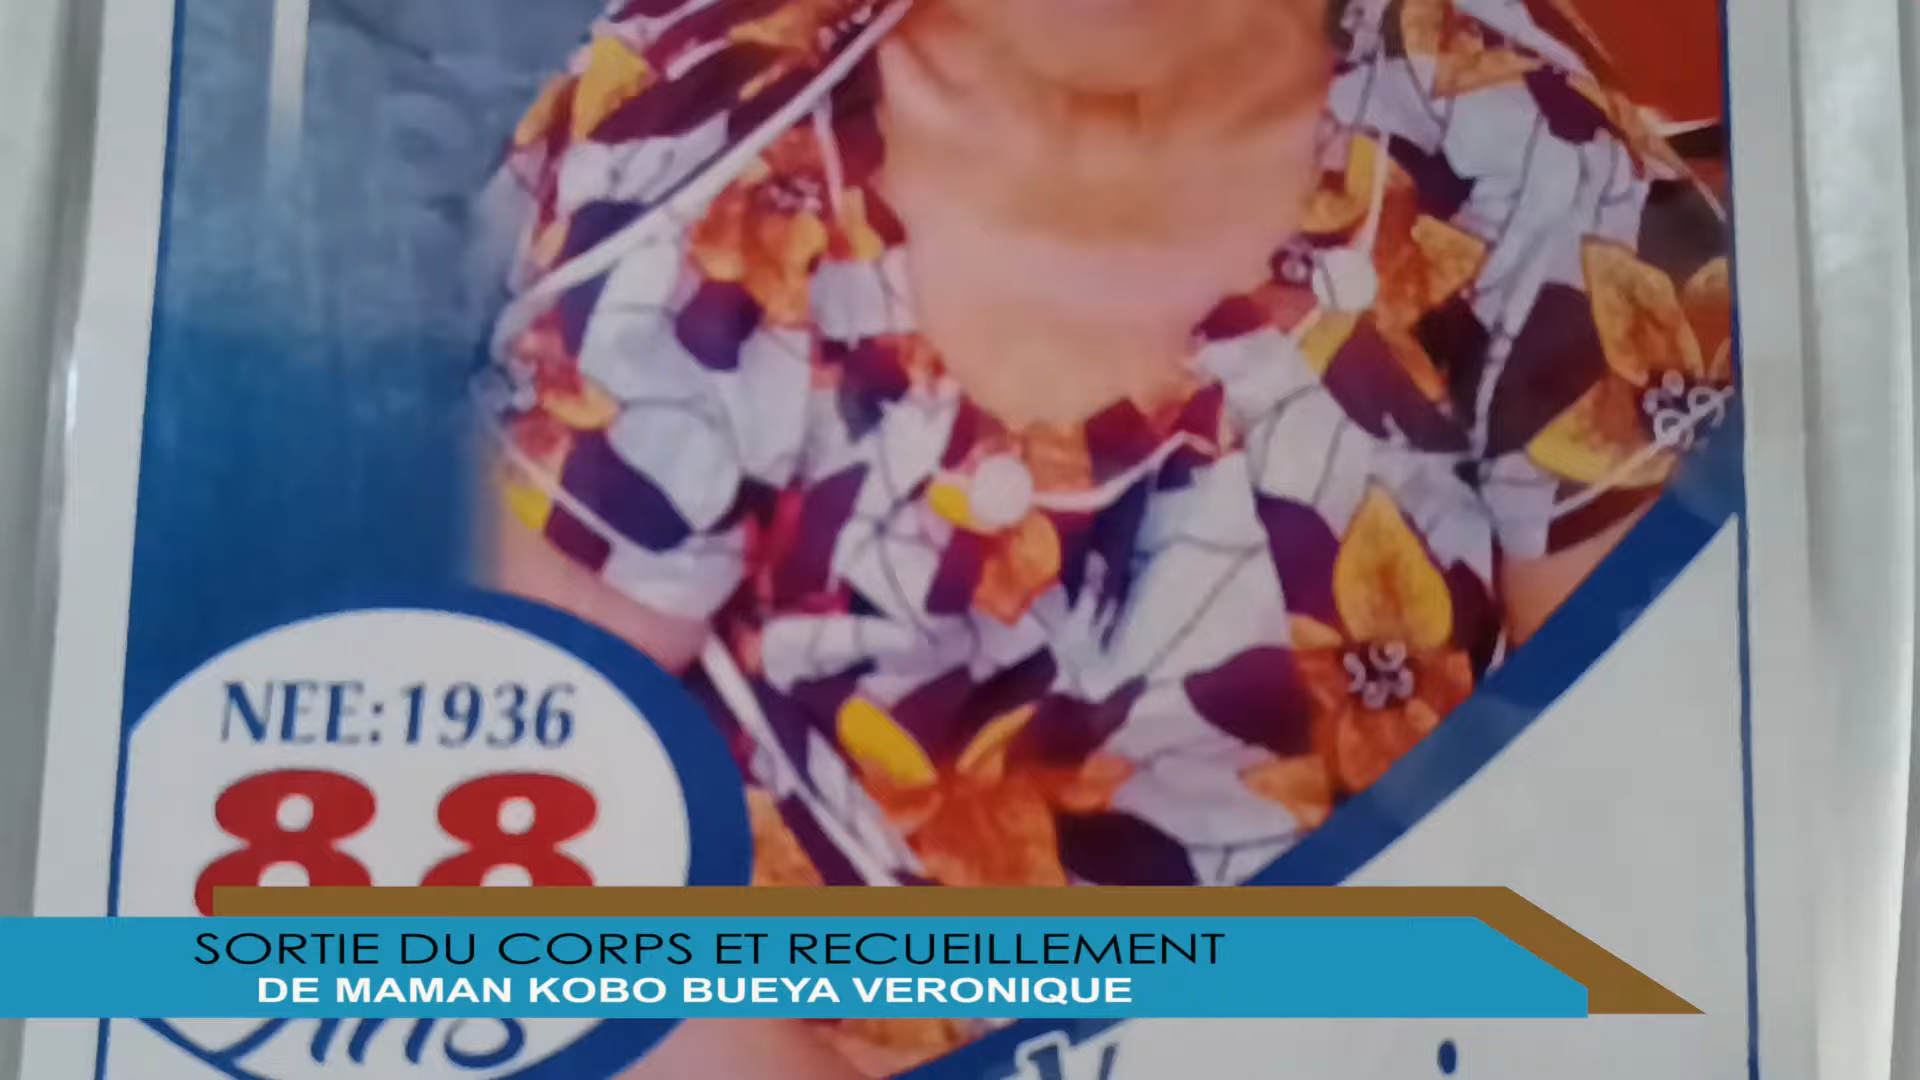 NEE:1936
88
SORTIE DU CORPS ET RECUEILLEMENT
DE MAMAN KOBO BUEYA VERONIQUE